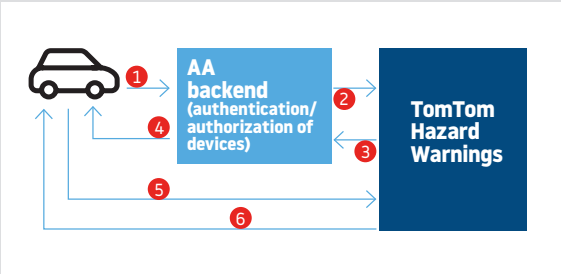 1
AA
backend
(authentication/
authorization of
devices)
2
TomTom
Hazard
Warnings
4
3
5
6